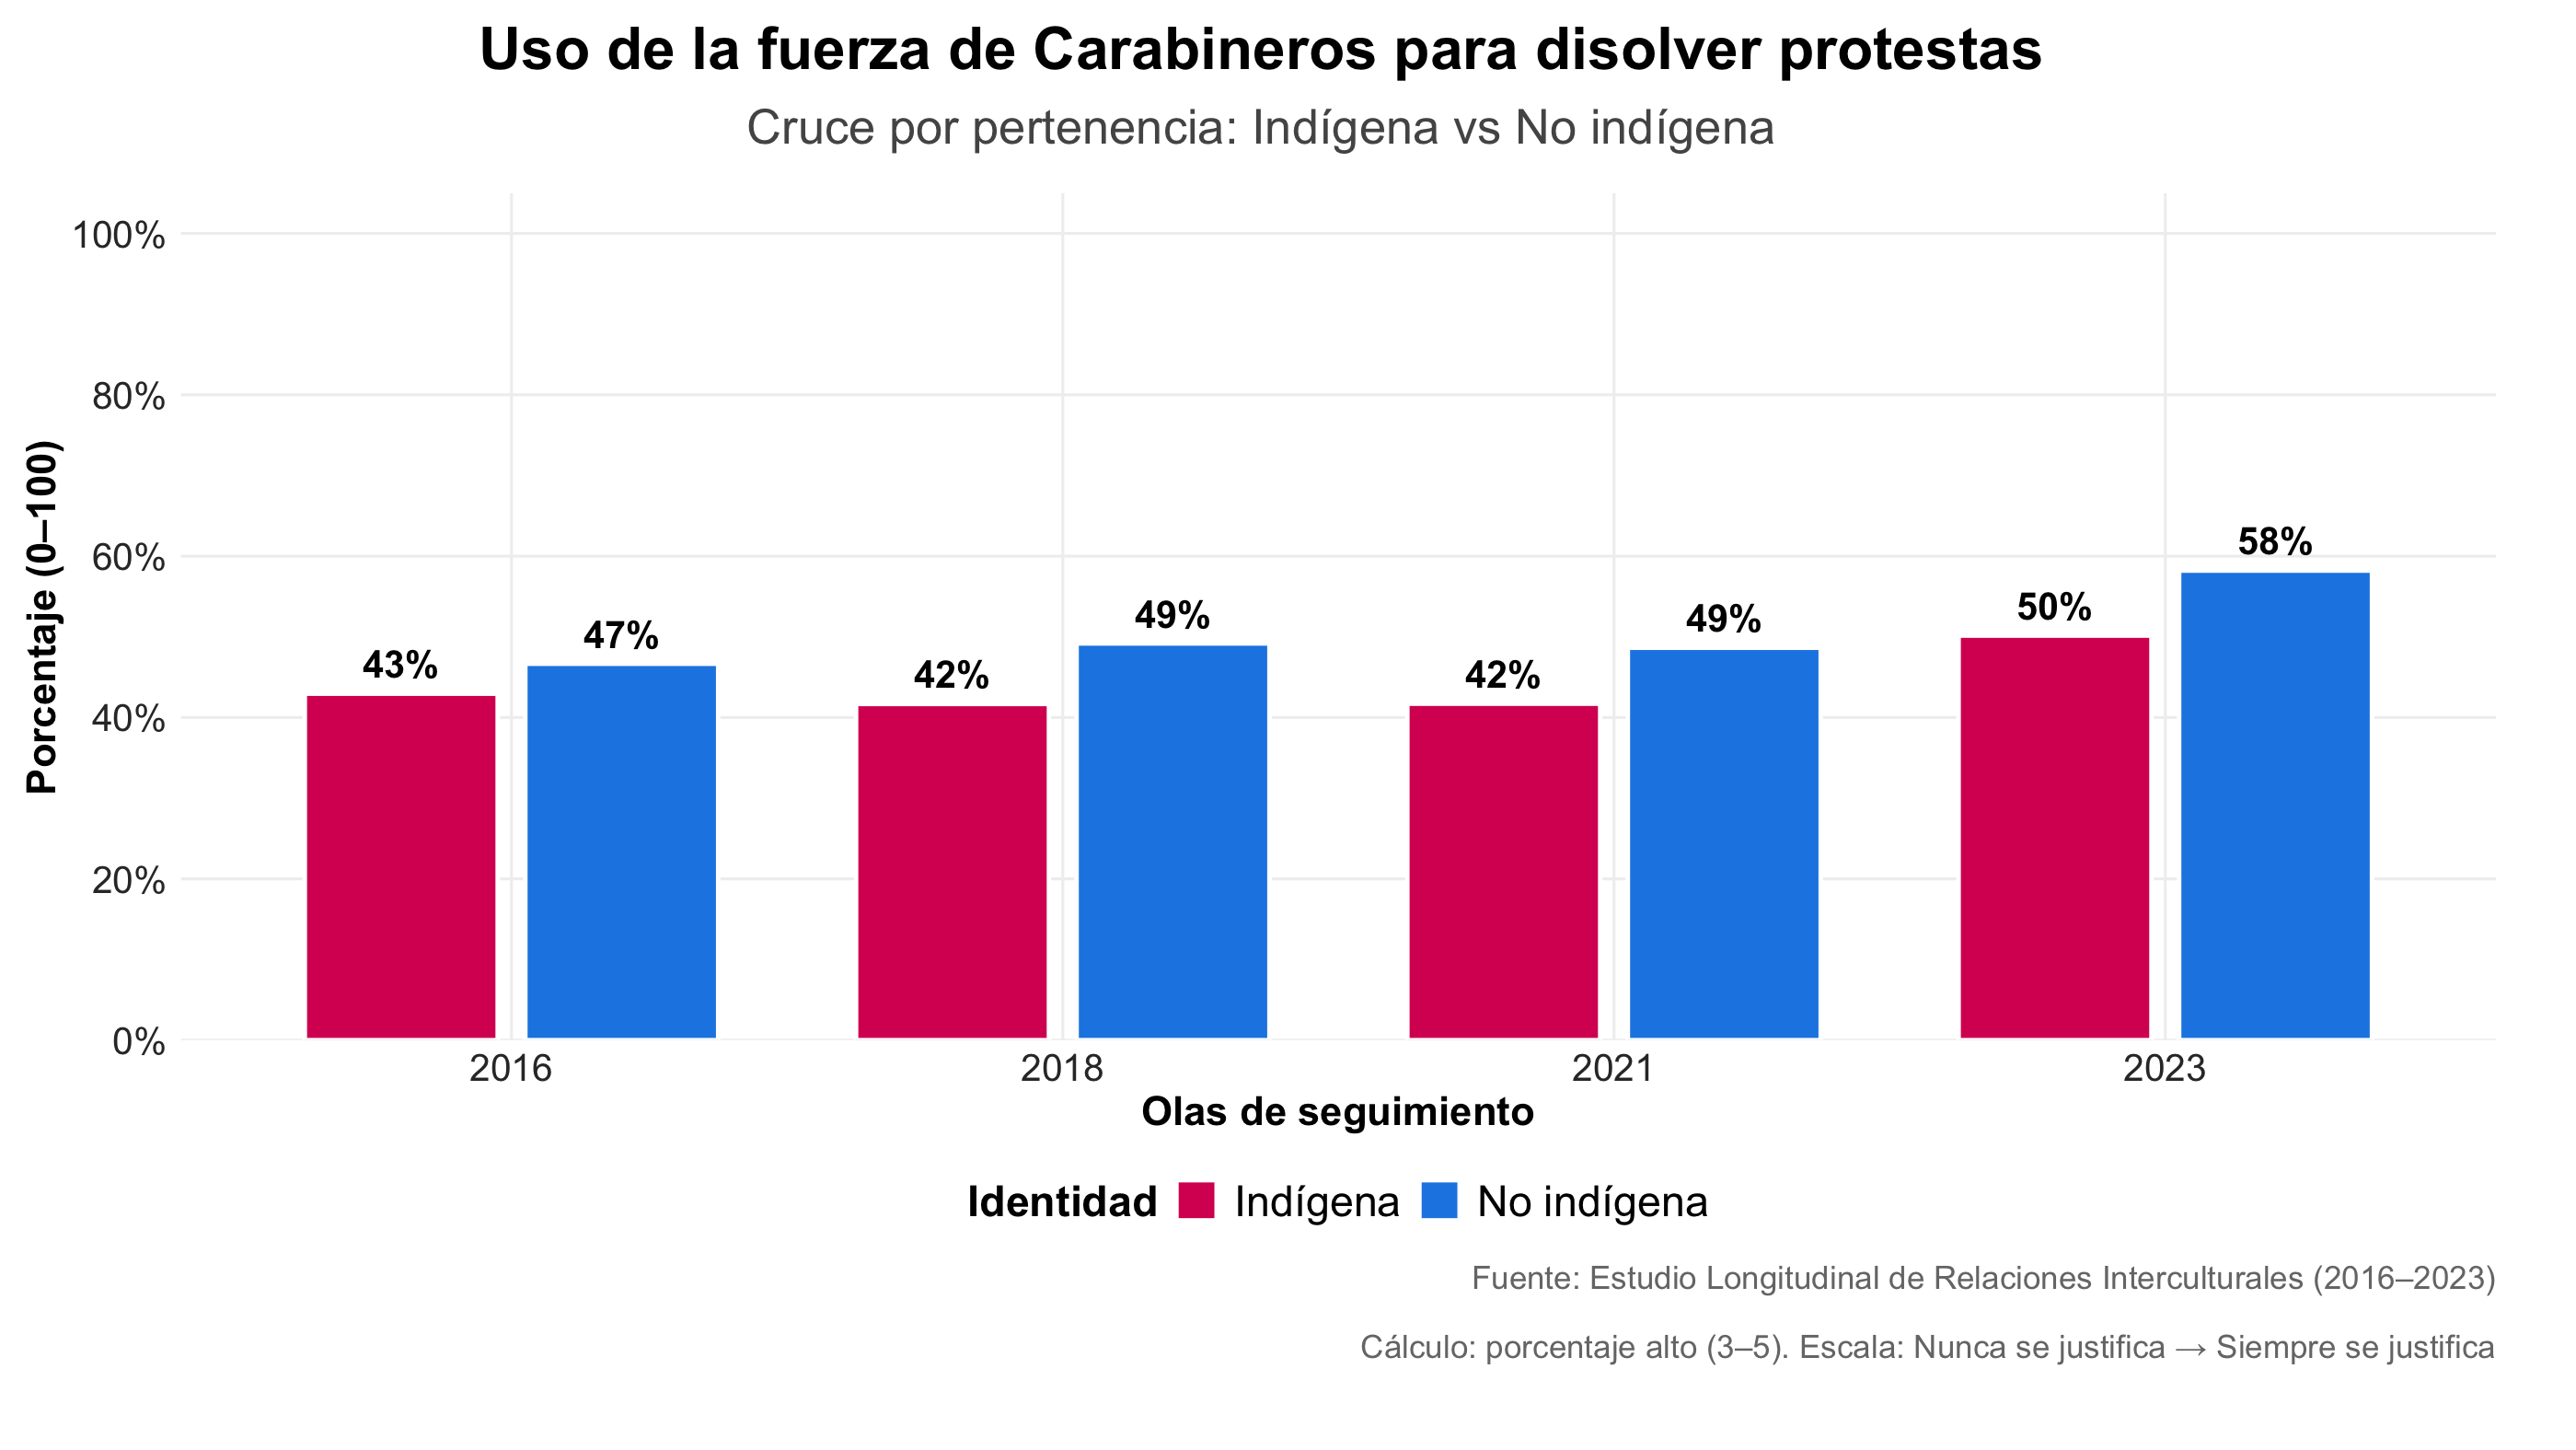 Uso de la fuerza de Carabineros para disolver protestas
Cruce por pertenencia: Indígena vs No indígena
Porcentaje (0–100)
100%
80%
60%
40%
20%
0%
43%
47%
42%
49%
42%
49%
50%
58%
2016
2018
2021
2023
Olas de seguimiento
Identidad Indígena No indígena
Fuente: Estudio Longitudinal de Relaciones Interculturales (2016–2023)
Cálculo: porcentaje alto (3–5). Escala: Nunca se justifica → Siempre se justifica